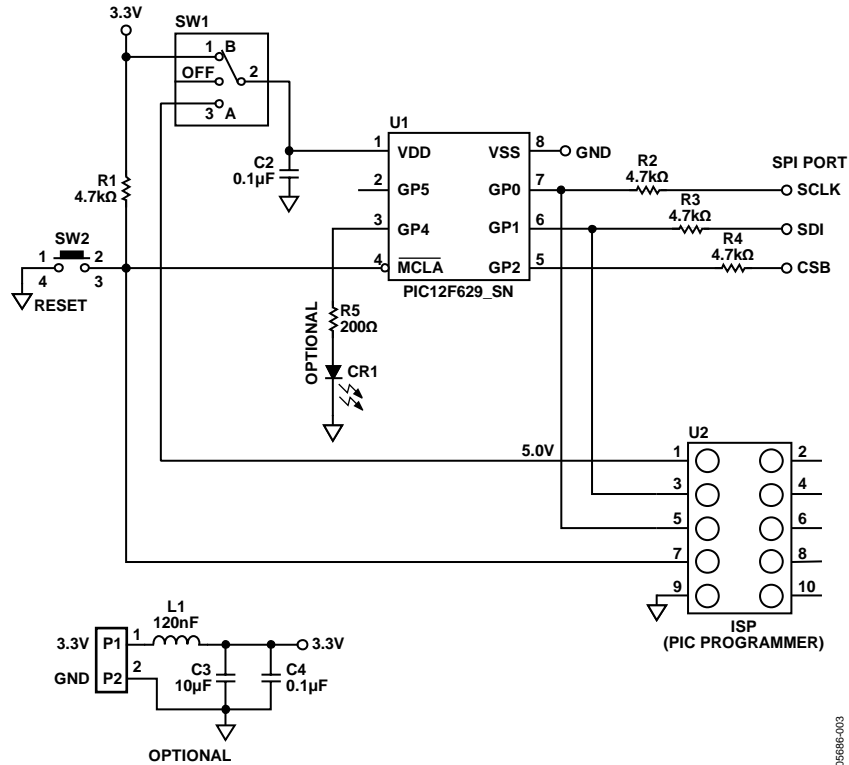 3.3V
SW1
1 B
OFF
2
3 A
R1
4.7kΩ
C2
0.1µF
U1
1 VDD
VSS 8
GND
2 GP5
GP0 7
3 GP4
GP1 6
4 MCLA
GP2 5
PIC12F629_SN
R2
4.7kΩ
R3
4.7kΩ
R4
4.7kΩ
SPI PORT
SCLK
SDI
CSB
SW2
1 2
4 3
RESET
OPTIONAL
R5
200Ω
CR1
5.0V
U2
1 2
3 4
5 6
7 8
9 10
ISP
(PIC PROGRAMMER)
L1
120nF
3.3V P1 1
GND P2 2
3.3V
C3
10µF
C4
0.1µF
OPTIONAL
05686-003